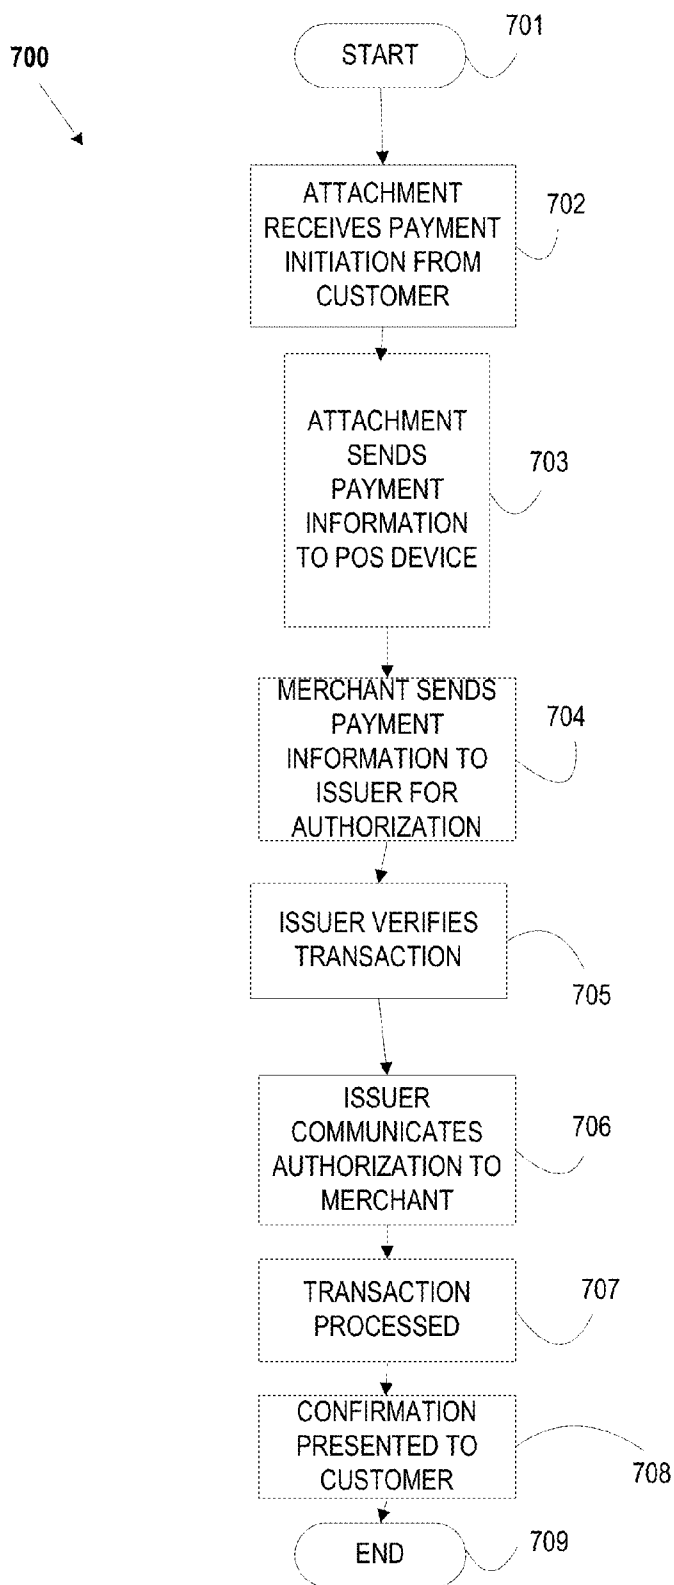 700
START
701
ATTACHMENT
RECEIVES PAYMENT
INITIATION FROM
CUSTOMER
702
ATTACHMENT
SENDS
PAYMENT
INFORMATION
TO POS DEVICE
703
MERCHANT SENDS
PAYMENT
INFORMATION TO
ISSUER FOR
AUTHORIZATION
704
ISSUER VERIFIES
TRANSACTION
705
ISSUER
COMMUNICATES
AUTHORIZATION TO
MERCHANT
706
TRANSACTION
PROCESSED
707
CONFIRMATION
PRESENTED TO
CUSTOMER
708
END
709